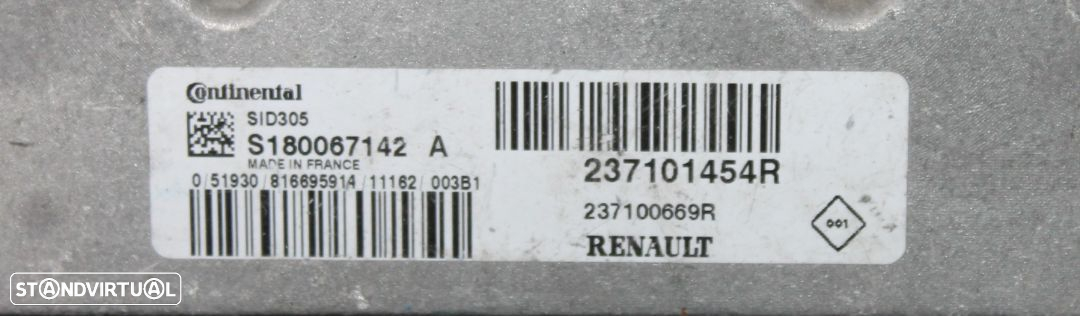 Continental
SID305
S180067142 A
MADE IN FRANCE
0/51930/816695914/11162/003B1
237101454R
237100669R
RENAULT
001
STANDVIRTUAL